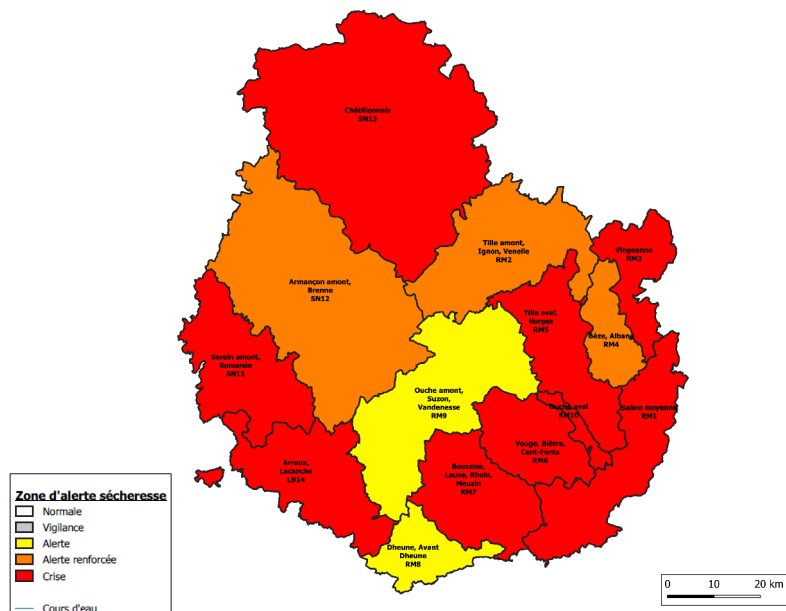 Châtillonnais
SN13
Tille amont,
Ignon, Venelle
RM2
Vingeanne
RM3
Armançon amont,
Brenne
SN12
Tille aval,
Norges
RM5
Bèze, Albane
RM4
Serein amont,
Romanée
SN11
Ouche amont,
Suzon,
Vandenesse
RM9
Ouche aval
RM10
Saône moyenne
RM1
Vouge, Biètre,
Cent-Fonts
RM6
Arroux,
Lacanche
LB14
Bouzaise,
Lauve, Rhoin,
Meuzin
RM7
Dheune, Avant
Dheune
RM8
Zone d'alerte sécheresse
Normale
Vigilance
Alerte
Alerte renforcée
Crise
Cours d'eau
0 10 20 km